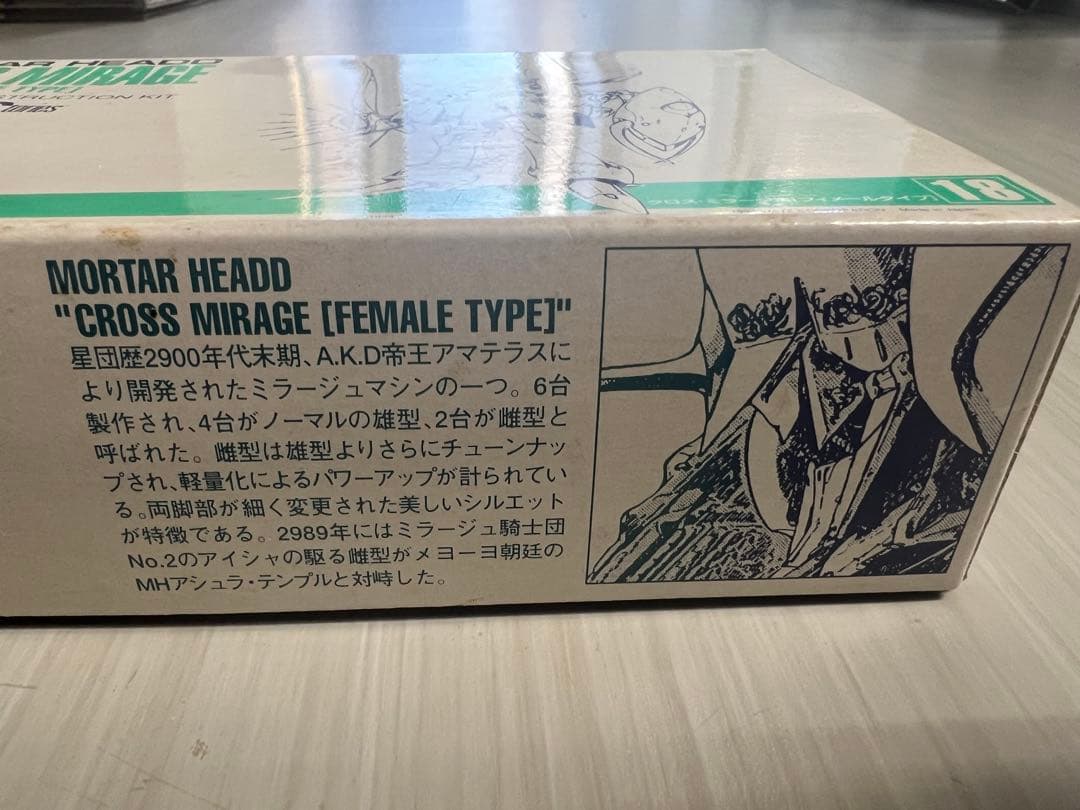 AR HEADD
MIRAGE
TYPE]
STRUCTION KIT
18
MORTAR HEADD
"CROSS MIRAGE [FEMALE TYPE]"
星団歴2900年代末期、A.K.D帝王アマテラスに
より開発されたミラージュマシンの一つ。6台
製作され、4台がノーマルの雄型、2台が雌型と
呼ばれた。雌型は雄型よりさらにチューンナッ
プされ、軽量化によるパワーアップが計られてい
る。両脚部が細く変更された美しいシルエット
が特徴である。2989年にはミラージュ騎士団
No.2のアイシャの駆る雌型がメヨーヨ朝廷の
MHアシュラ・テンプルと対峙した。